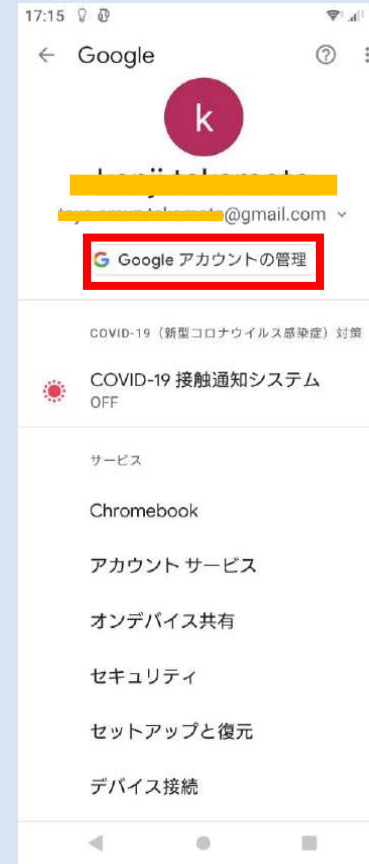 17:15
Google
k
@gmail.com
Google アカウントの管理
COVID-19（新型コロナウイルス感染症）対策
COVID-19 接触通知システム
OFF
サービス
Chromebook
アカウント サービス
オンデバイス共有
セキュリティ
セットアップと復元
デバイス接続